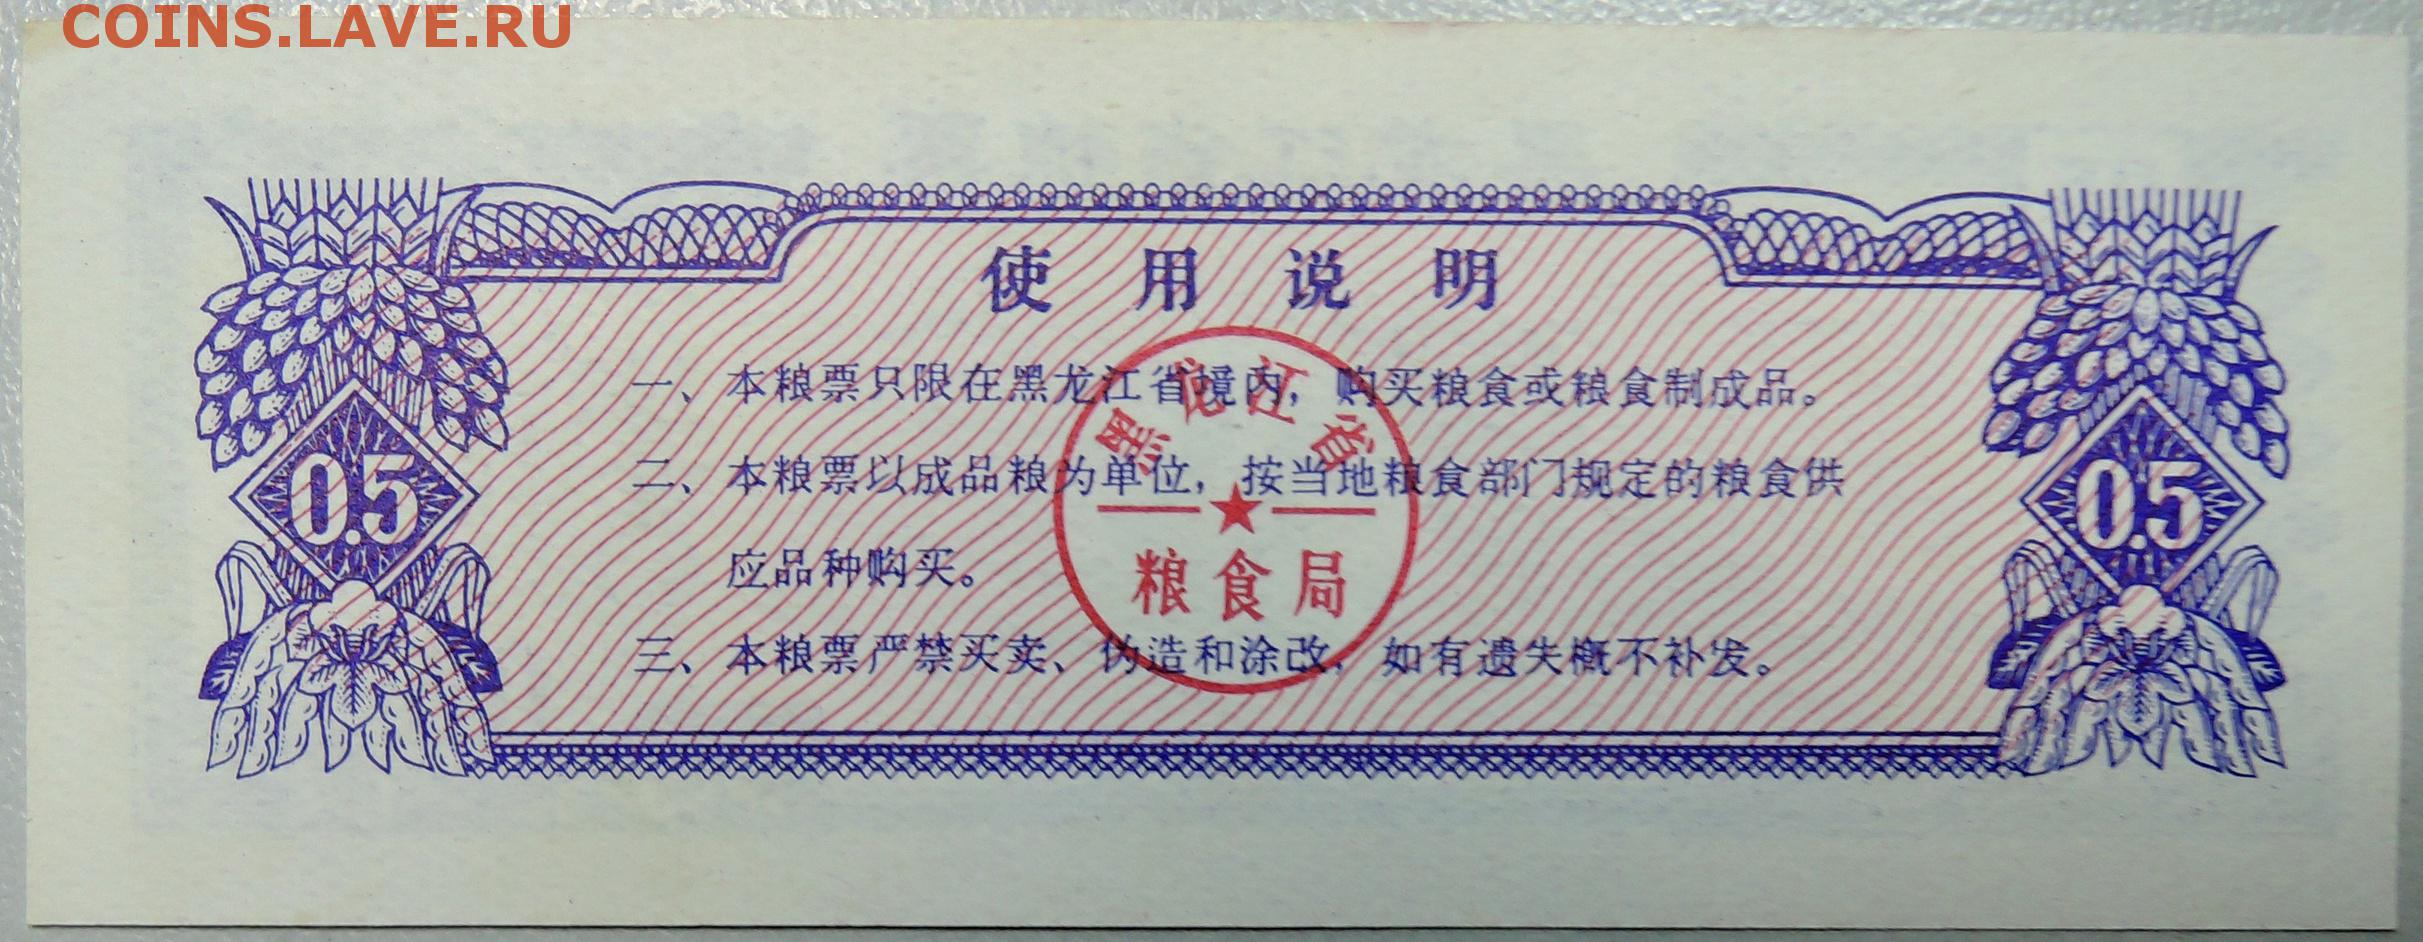 COINS.LAVE.RU
使用说明
一、本粮票只限在黑龙江省境内，购买粮食或粮食制成品。
二、本粮票以成品粮为单位，按当地粮食部门规定的粮食供
应品种购买。
三、本粮票严禁买卖、伪造和涂改，如有遗失概不补发。
黑龙江省
粮食局
0.5
0.5